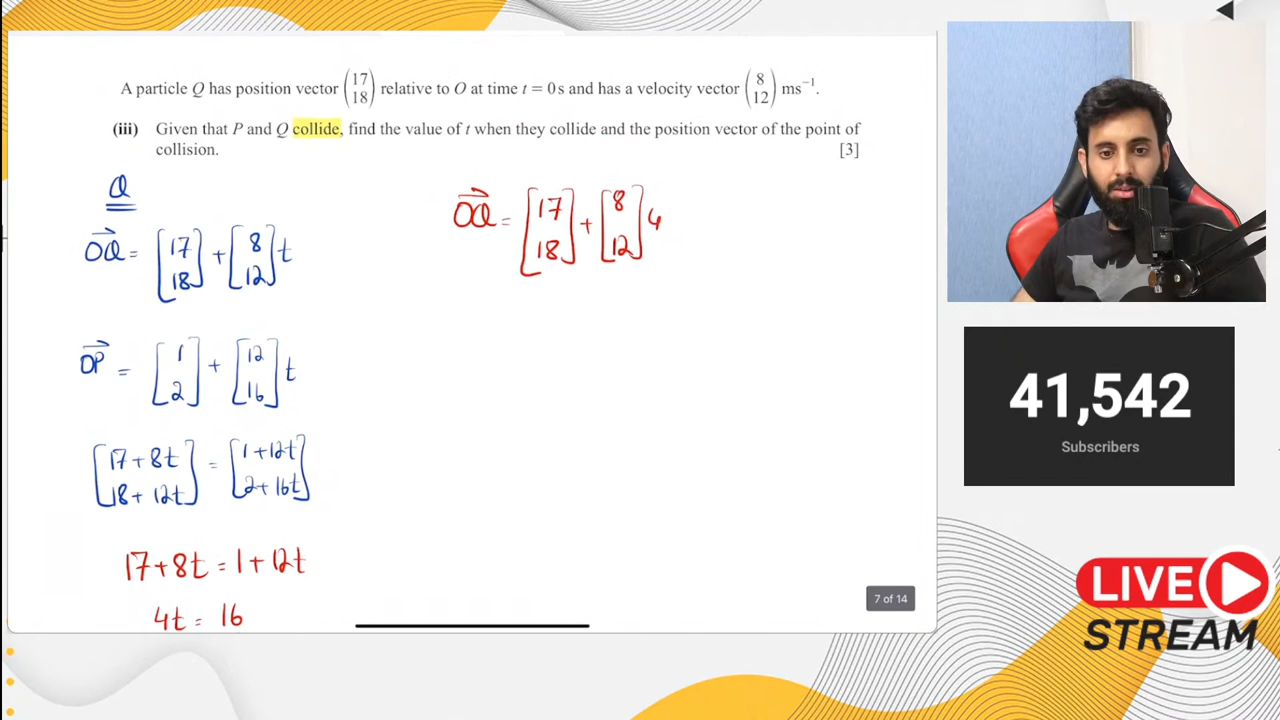 A particle Q has position vector (17 18) relative to O at time t = 0 s and has a velocity vector (8 12) ms⁻¹.
(iii) Given that P and Q collide, find the value of t when they collide and the position vector of the point of
collision. [3]
Q
OQ = [17 18] + [8 12] t
OP = [1 2] + [12 16] t
[17 + 8t 18 + 12t] = [1 + 12t 2 + 16t]
17 + 8t = 1 + 12t
4t = 16
OQ = [17 18] + [8 12] 4
7 of 14
41,542
Subscribers
LIVE
STREAM